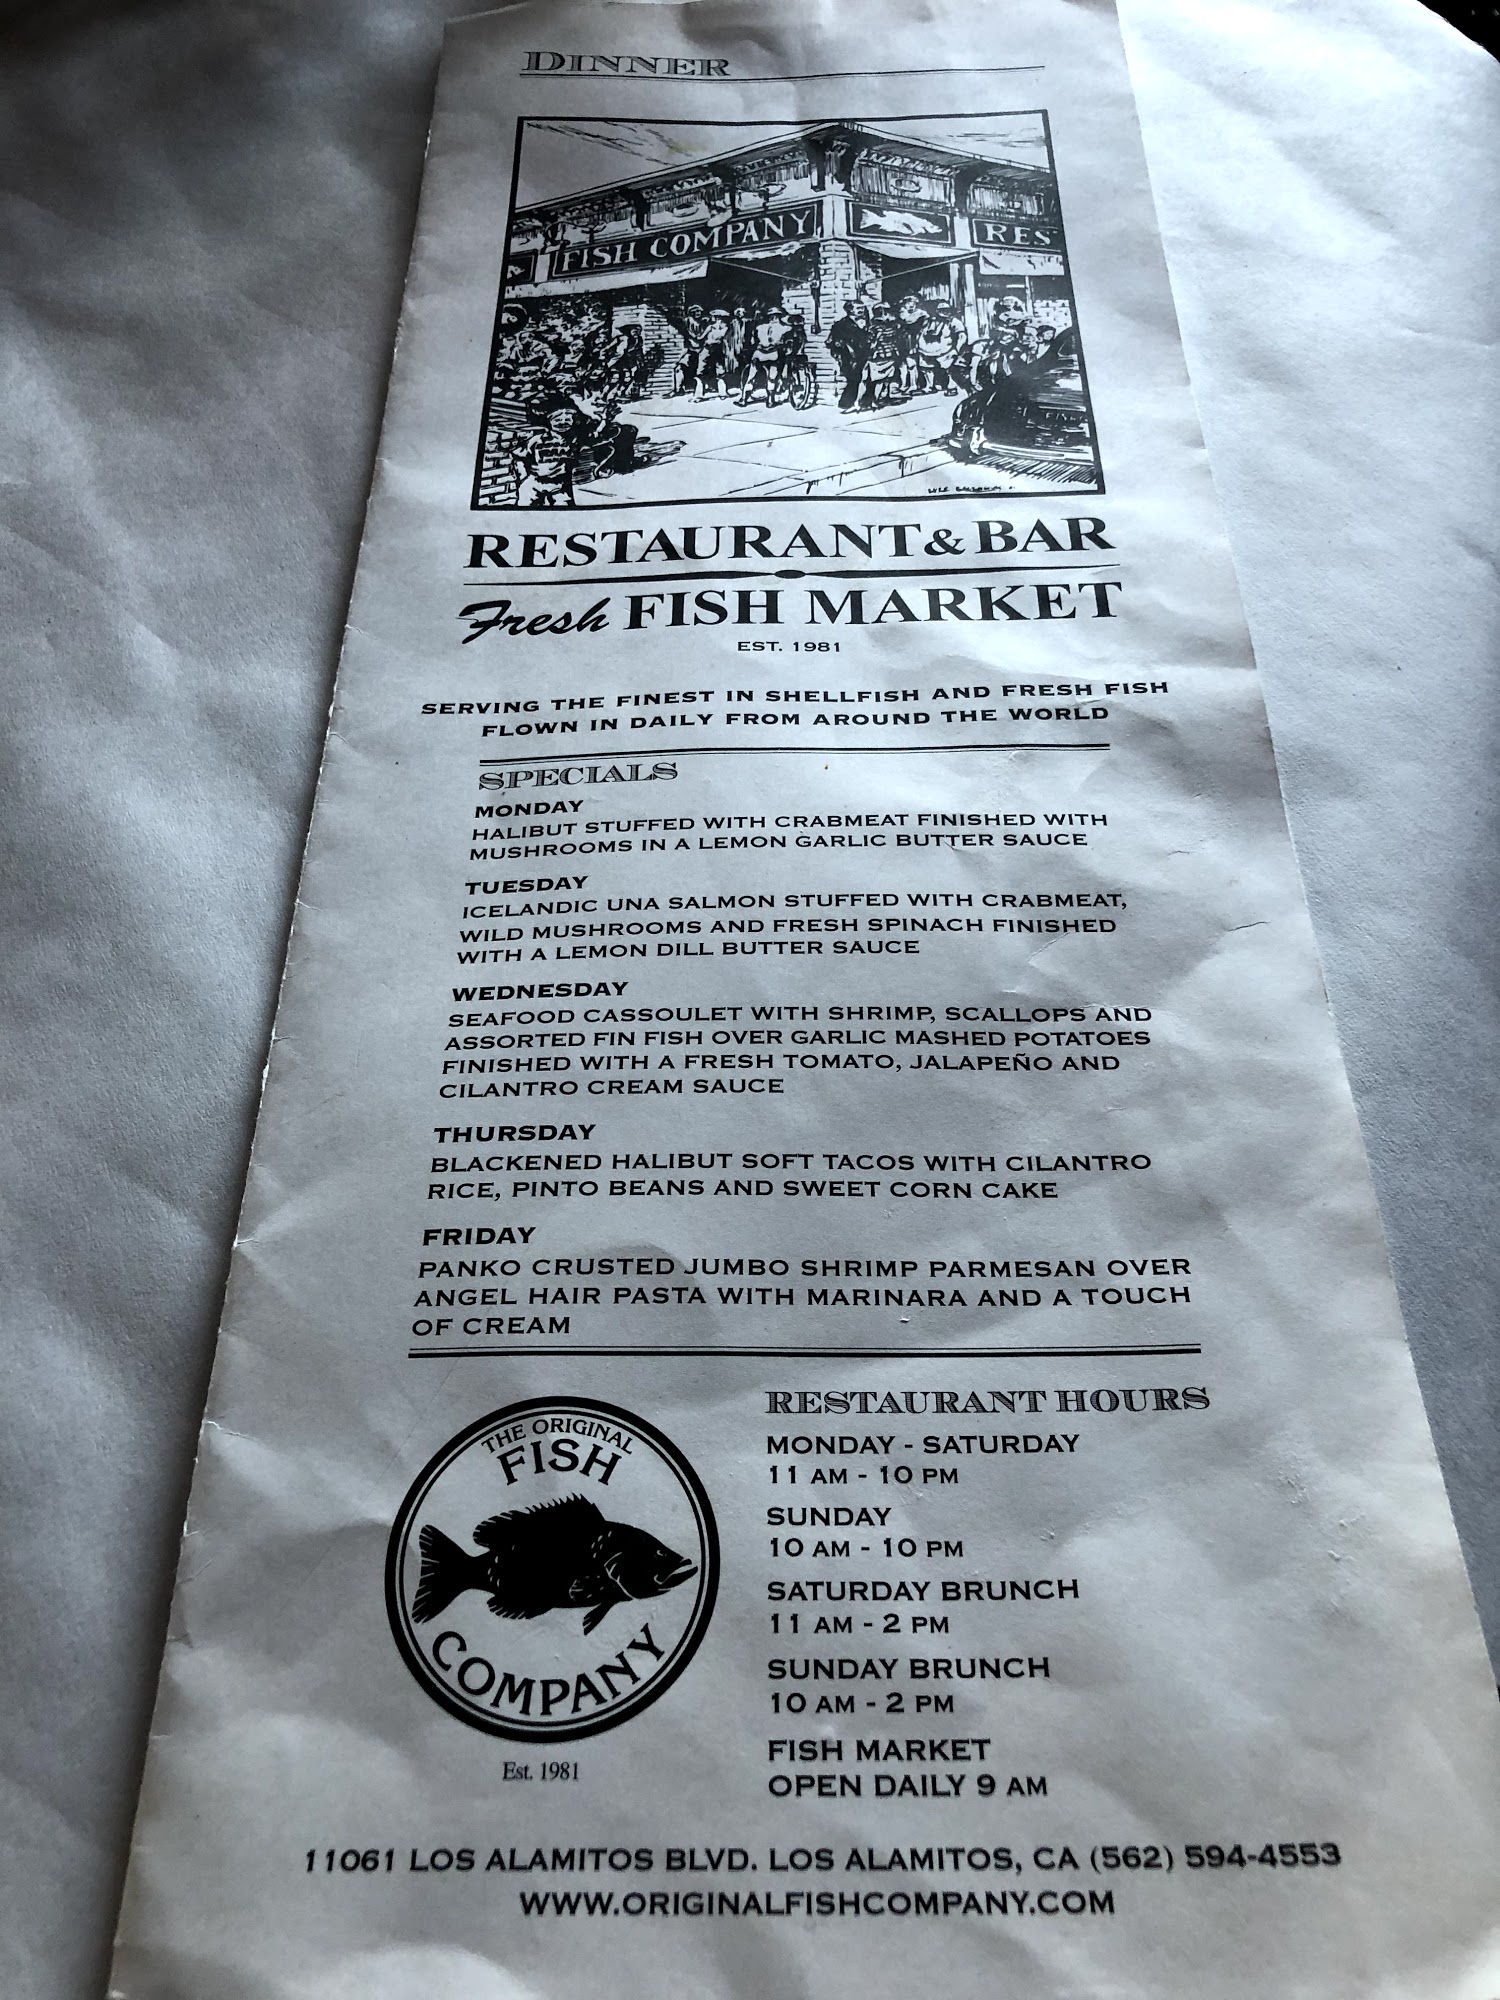 DINNER
FISH COMPANY
RES
RESTAURANT & BAR
Fresh FISH MARKET
EST. 1981
SERVING THE FINEST IN SHELLFISH AND FRESH FISH
FLOWN IN DAILY FROM AROUND THE WORLD
SPECIALS
MONDAY
HALIBUT STUFFED WITH CRABMEAT FINISHED WITH
MUSHROOMS IN A LEMON GARLIC BUTTER SAUCE
TUESDAY
ICELANDIC UNA SALMON STUFFED WITH CRABMEAT,
WILD MUSHROOMS AND FRESH SPINACH FINISHED
WITH A LEMON DILL BUTTER SAUCE
WEDNESDAY
SEAFOOD CASSOULET WITH SHRIMP, SCALLOPS AND
ASSORTED FIN FISH OVER GARLIC MASHED POTATOES
FINISHED WITH A FRESH TOMATO, JALAPEÑO AND
CILANTRO CREAM SAUCE
THURSDAY
BLACKENED HALIBUT SOFT TACOS WITH CILANTRO
RICE, PINTO BEANS AND SWEET CORN CAKE
FRIDAY
PANKO CRUSTED JUMBO SHRIMP PARMESAN OVER
ANGEL HAIR PASTA WITH MARINARA AND A TOUCH
OF CREAM
THE ORIGINAL
FISH
COMPANY
Est. 1981
RESTAURANT HOURS
MONDAY - SATURDAY
11 AM - 10 PM
SUNDAY
10 AM - 10 PM
SATURDAY BRUNCH
11 AM - 2 PM
SUNDAY BRUNCH
10 AM - 2 PM
FISH MARKET
OPEN DAILY 9 AM
11061 LOS ALAMITOS BLVD. LOS ALAMITOS, CA (562) 594-4553
WWW.ORIGINALFISHCOMPANY.COM